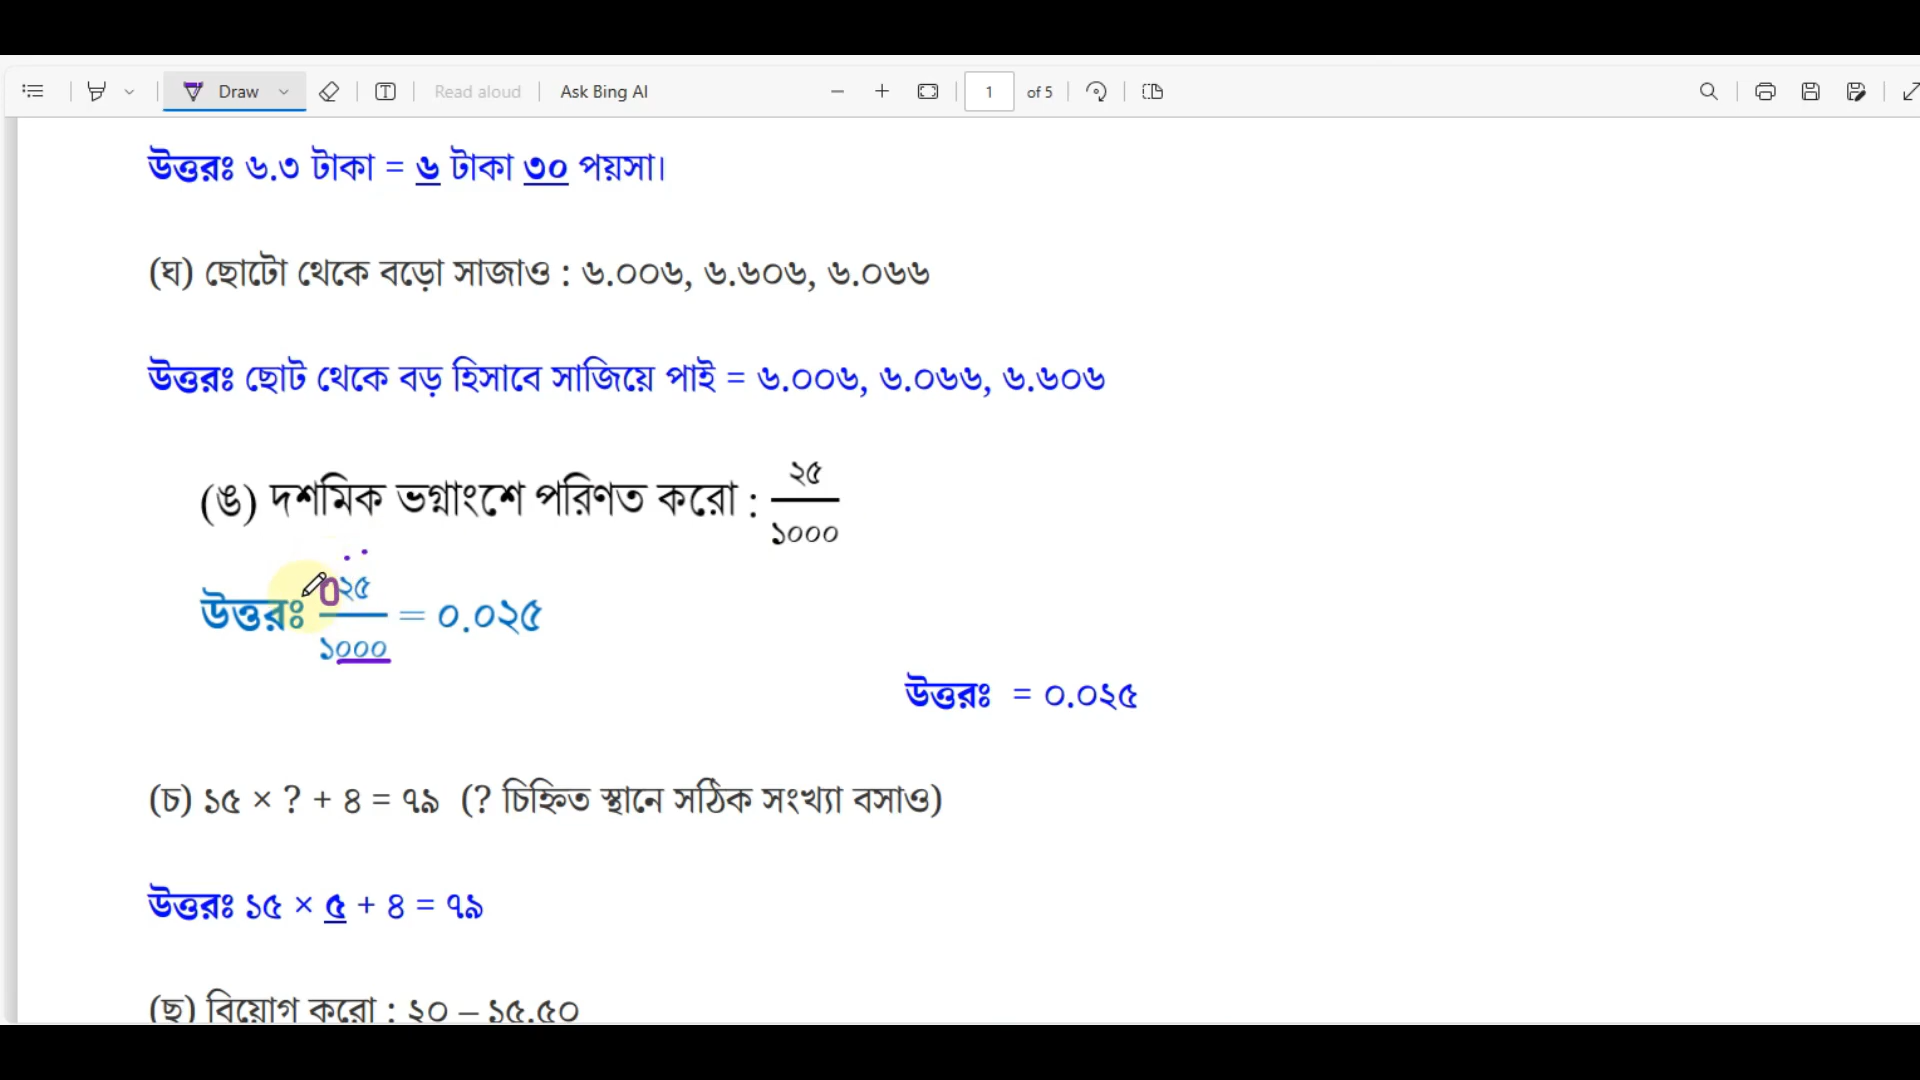 Draw Read aloud Ask Bing AI 1 of 5
উত্তরঃ ৬.৩ টাকা = ৬ টাকা ৩০ পয়সা।
(ঘ) ছোটো থেকে বড়ো সাজাও : ৬.০০৬, ৬.৬০৬, ৬.০৬৬
উত্তরঃ ছোট থেকে বড় হিসাবে সাজিয়ে পাই = ৬.০০৬, ৬.০৬৬, ৬.৬০৬
(ঙ) দশমিক ভগ্নাংশে পরিণত করো : ২৫/১০০০
উত্তরঃ 0২৫/১০০০ = ০.০২৫
উত্তরঃ = ০.০২৫
(চ) ১৫ × ? + ৪ = ৭৯ (? চিহ্নিত স্থানে সঠিক সংখ্যা বসাও)
উত্তরঃ ১৫ × ৫ + ৪ = ৭৯
(ছ) বিয়োগ করো : ২০ – ১৫.৫০